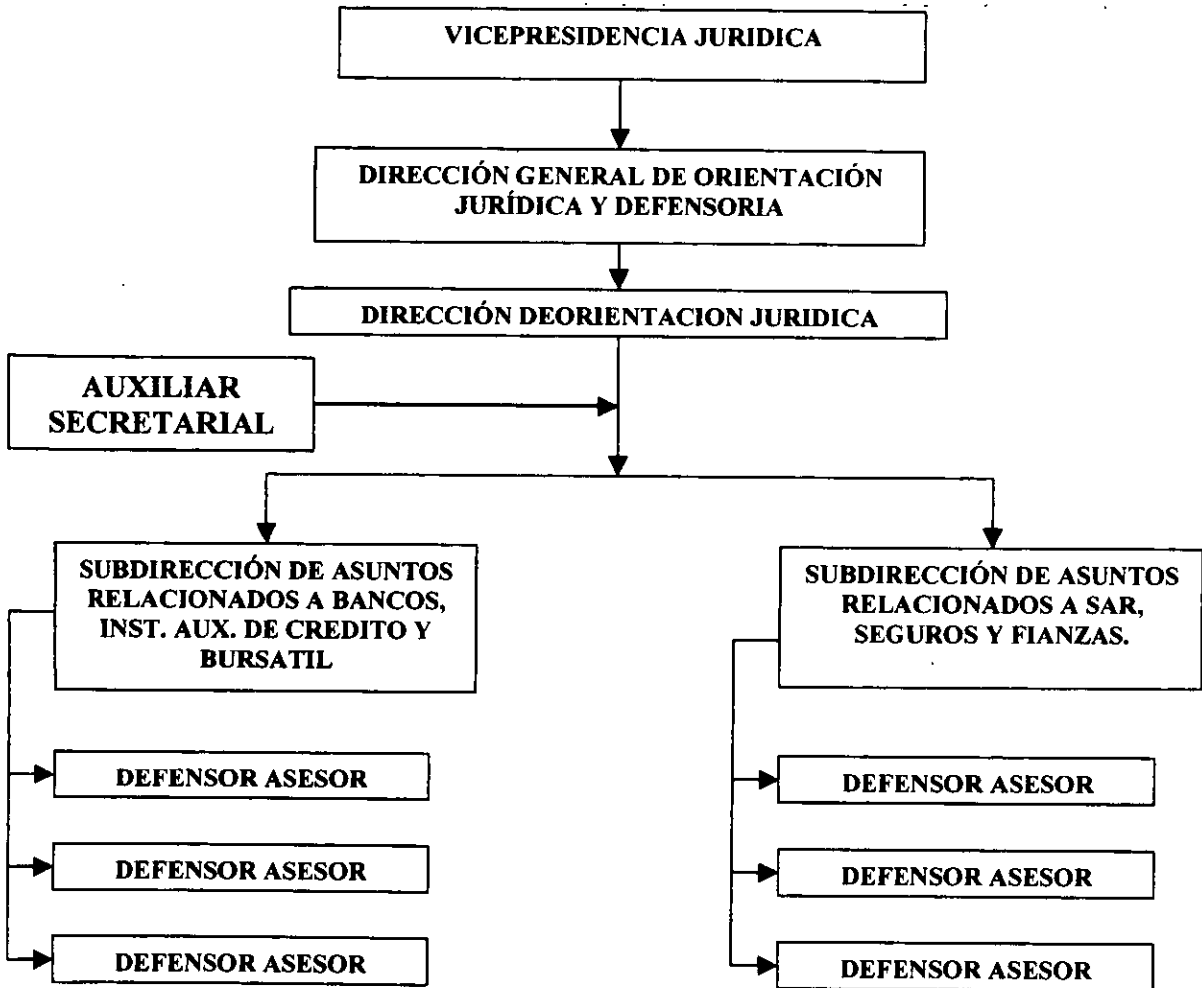 VICEPRESIDENCIA JURIDICA
DIRECCIÓN GENERAL DE ORIENTACIÓN
JURÍDICA Y DEFENSORIA
DIRECCIÓN DEORIENTACION JURIDICA
AUXILIAR
SECRETARIAL
SUBDIRECCIÓN DE ASUNTOS
RELACIONADOS A BANCOS,
INST. AUX. DE CREDITO Y
BURSATIL
DEFENSOR ASESOR
DEFENSOR ASESOR
DEFENSOR ASESOR
SUBDIRECCIÓN DE ASUNTOS
RELACIONADOS A SAR,
SEGUROS Y FIANZAS.
DEFENSOR ASESOR
DEFENSOR ASESOR
DEFENSOR ASESOR